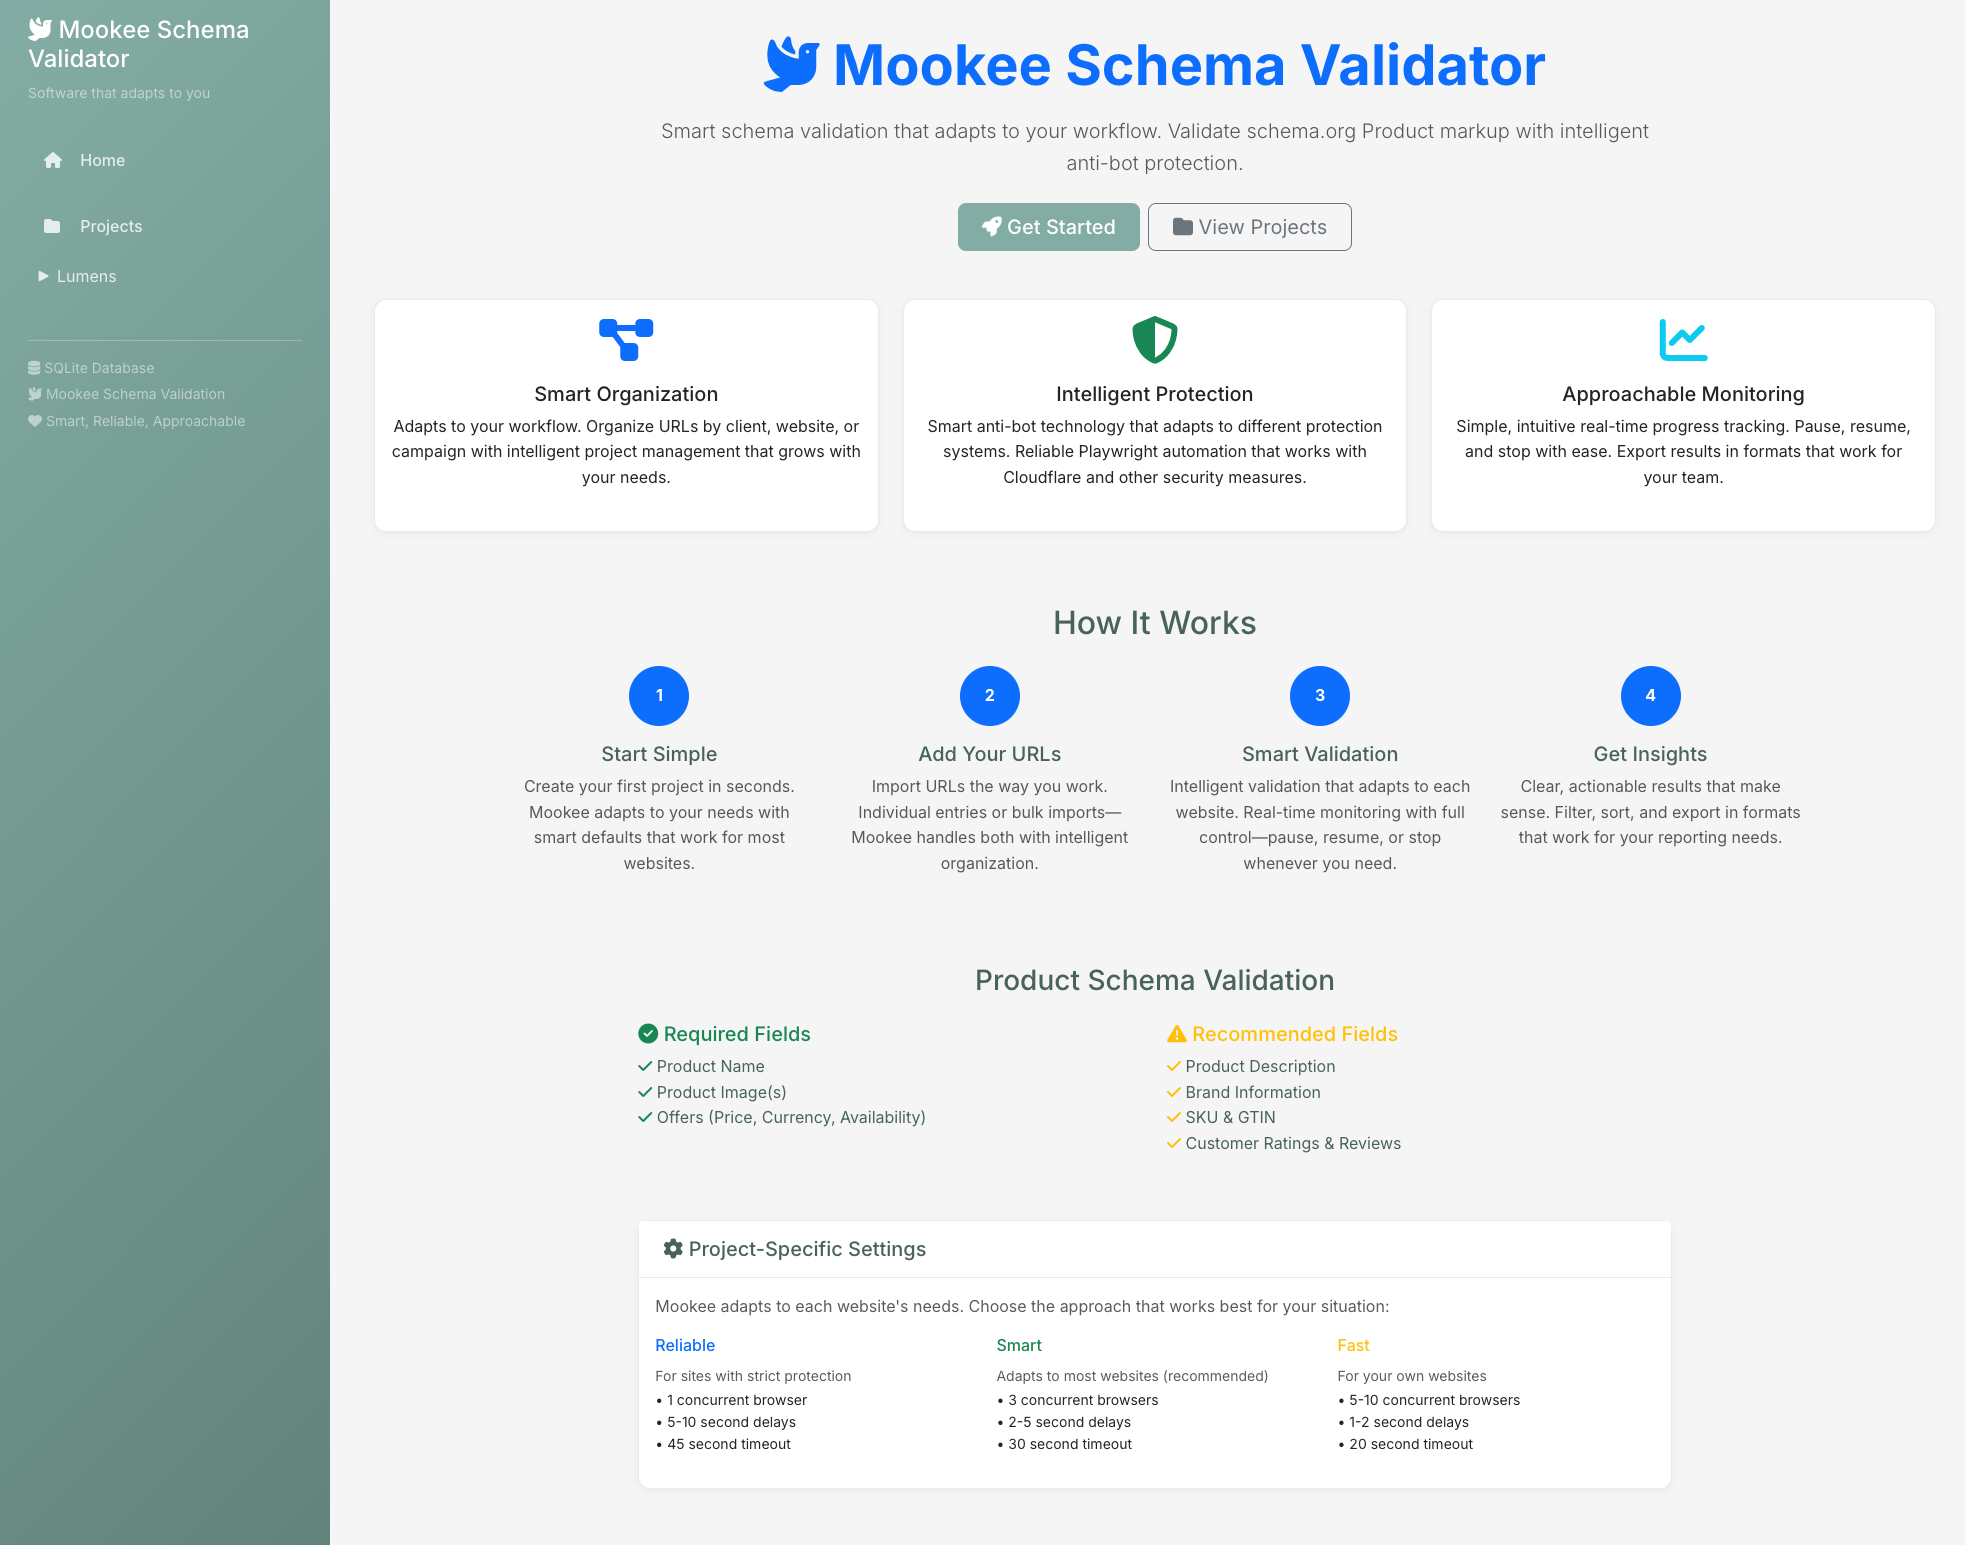 Mookee Schema
Validator
Software that adapts to you
Home
Projects
Lumens
SQLite Database
Mookee Schema Validation
Smart, Reliable, Approachable
Mookee Schema Validator
Smart schema validation that adapts to your workflow. Validate schema.org Product markup with intelligent
anti-bot protection.
Get Started
View Projects
Smart Organization
Adapts to your workflow. Organize URLs by client, website, or
campaign with intelligent project management that grows with
your needs.
Intelligent Protection
Smart anti-bot technology that adapts to different protection
systems. Reliable Playwright automation that works with
Cloudflare and other security measures.
Approachable Monitoring
Simple, intuitive real-time progress tracking. Pause, resume,
and stop with ease. Export results in formats that work for
your team.
How It Works
1
Start Simple
Create your first project in seconds.
Mookee adapts to your needs with
smart defaults that work for most
websites.
2
Add Your URLs
Import URLs the way you work.
Individual entries or bulk imports—
Mookee handles both with intelligent
organization.
3
Smart Validation
Intelligent validation that adapts to each
website. Real-time monitoring with full
control—pause, resume, or stop
whenever you need.
4
Get Insights
Clear, actionable results that make
sense. Filter, sort, and export in formats
that work for your reporting needs.
Product Schema Validation
Required Fields
Product Name
Product Image(s)
Offers (Price, Currency, Availability)
Recommended Fields
Product Description
Brand Information
SKU & GTIN
Customer Ratings & Reviews
Project-Specific Settings
Mookee adapts to each website's needs. Choose the approach that works best for your situation:
Reliable
For sites with strict protection
• 1 concurrent browser
• 5-10 second delays
• 45 second timeout
Smart
Adapts to most websites (recommended)
• 3 concurrent browsers
• 2-5 second delays
• 30 second timeout
Fast
For your own websites
• 5-10 concurrent browsers
• 1-2 second delays
• 20 second timeout